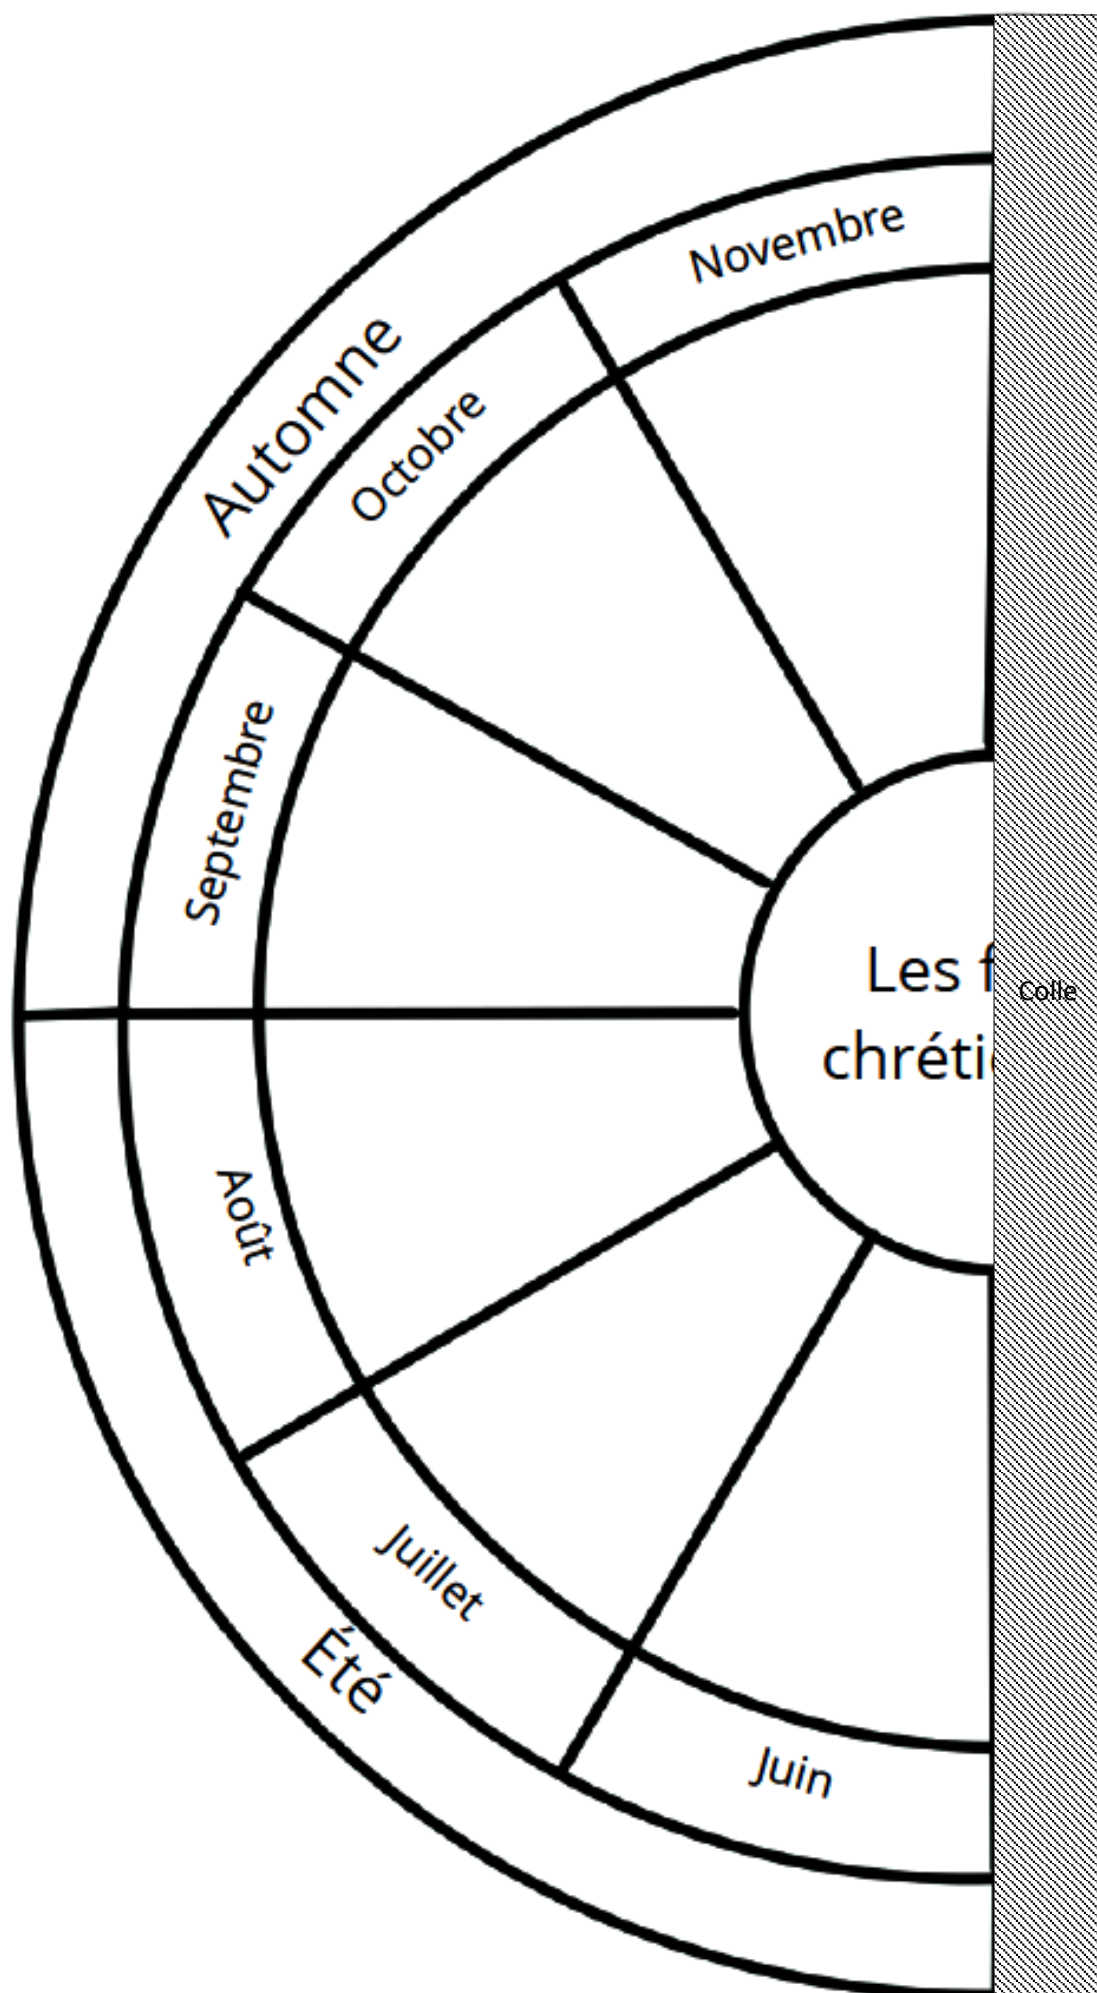 Novembre
Automne
Octobre
Septembre
Les f
chréti
Colle
Août
Juillet
Été
Juin